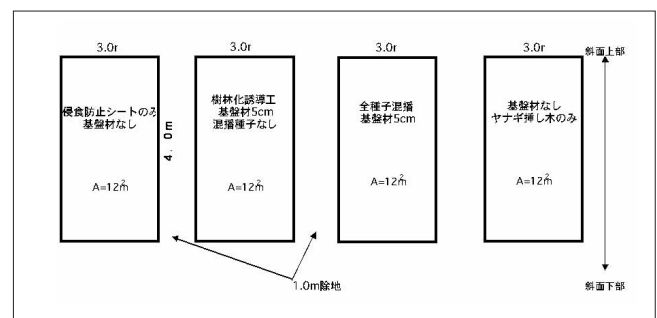 3.0r
3.0r
3.0r
3.0r
斜面上部
侵食防止シートのみ
基盤材なし
A=12㎡
4.0m
樹林化誘導工
基盤材5cm
混播種子なし
A=12㎡
全種子混播
基盤材5cm
A=12㎡
基盤材なし
ヤナギ挿し木のみ
A=12㎡
1.0m除地
斜面下部